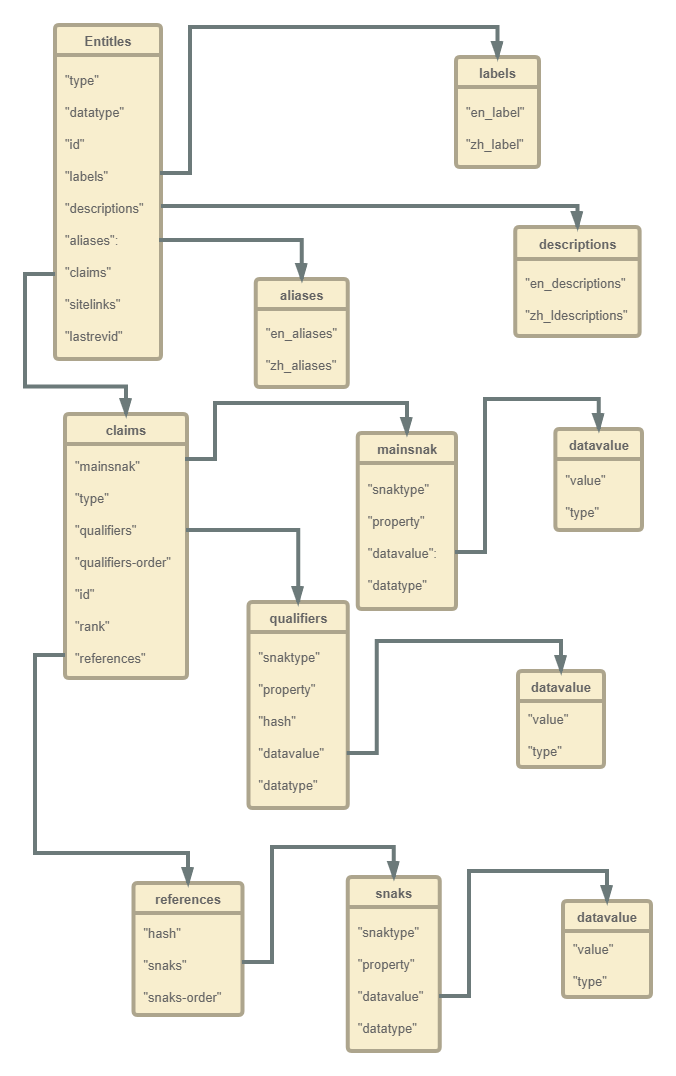 Entitles
"type"
"datatype"
"id"
"labels"
"descriptions"
"aliases":
"claims"
"sitelinks"
"lastrevid"
labels
"en_label"
"zh_label"
descriptions
"en_descriptions"
"zh_ldescriptions"
aliases
"en_aliases"
"zh_aliases"
claims
"mainsnak"
"type"
"qualifiers"
"qualifiers-order"
"id"
"rank"
"references"
mainsnak
"snaktype"
"property"
"datavalue":
"datatype"
datavalue
"value"
"type"
qualifiers
"snaktype"
"property"
"hash"
"datavalue"
"datatype"
datavalue
"value"
"type"
references
"hash"
"snaks"
"snaks-order"
snaks
"snaktype"
"property"
"datavalue"
"datatype"
datavalue
"value"
"type"